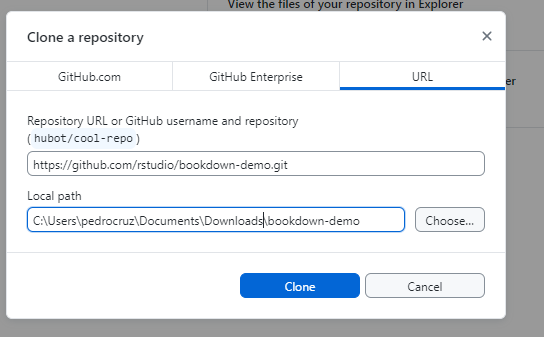 View the files of your repository in Explorer
Clone a repository
GitHub.com GitHub Enterprise URL
er
Repository URL or GitHub username and repository
(hubot/cool-repo)
https://github.com/rstudio/bookdown-demo.git
Local path
C:\Users\pedrocruz\Documents\Downloads\bookdown-demo Choose...
Clone Cancel